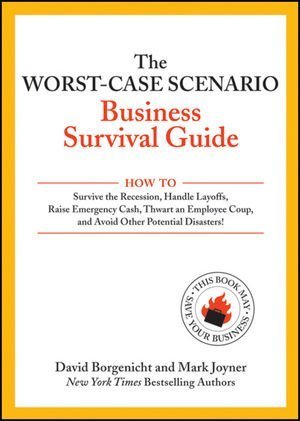 The
WORST-CASE SCENARIO
Business
Survival Guide
HOW TO
Survive the Recession, Handle Layoffs,
Raise Emergency Cash, Thwart an Employee Coup,
and Avoid Other Potential Disasters!
• THIS BOOK MAY •
SAVE YOUR BUSINESS
David Borgenicht and Mark Joyner
New York Times Bestselling Authors